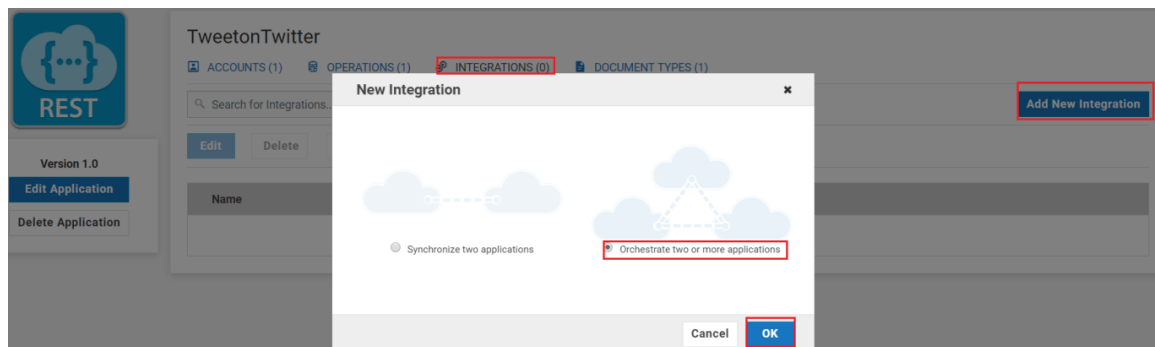 TweetonTwitter
ACCOUNTS (1) OPERATIONS (1) INTEGRATIONS (0) DOCUMENT TYPES (1)
{...}
REST
New Integration ×
Search for Integrations..
Add New Integration
Edit Delete
Version 1.0
Edit Application
Delete Application
Name
Synchronize two applications Orchestrate two or more applications
Cancel OK